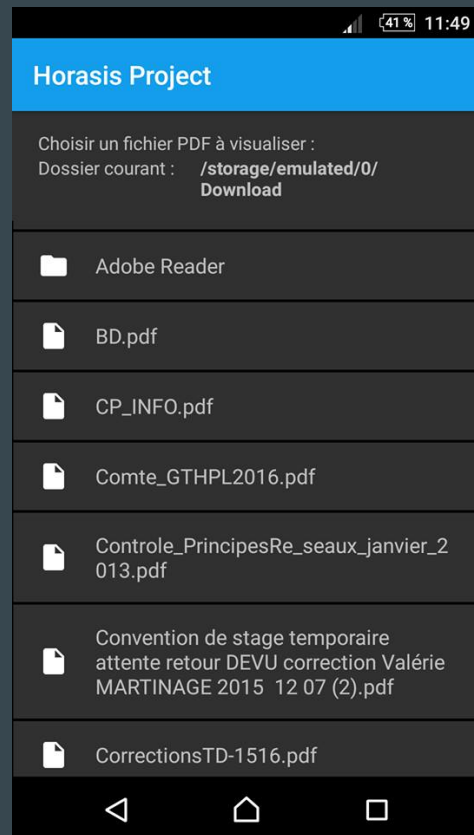 41 % 11:49
Horasis Project
Choisir un fichier PDF à visualiser :
Dossier courant : /storage/emulated/0/
Download
Adobe Reader
BD.pdf
CP_INFO.pdf
Comte_GTHPL2016.pdf
Controle_PrincipesRe_seaux_janvier_2
013.pdf
Convention de stage temporaire
attente retour DEVU correction Valérie
MARTINAGE 2015 12 07 (2).pdf
CorrectionsTD-1516.pdf